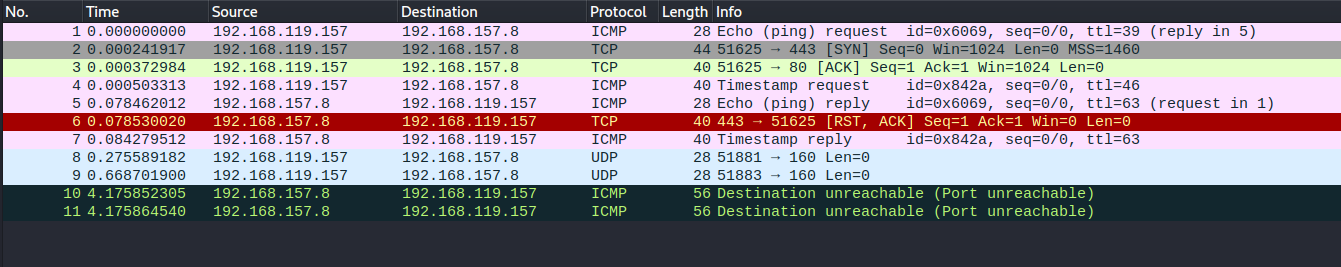 No. Time Source Destination Protocol Length Info
1 0.000000000 192.168.119.157 192.168.157.8 ICMP 28 Echo (ping) request id=0x6069, seq=0/0, ttl=39 (reply in 5)
2 0.000241917 192.168.119.157 192.168.157.8 TCP 44 51625 → 443 [SYN] Seq=0 Win=1024 Len=0 MSS=1460
3 0.000372984 192.168.119.157 192.168.157.8 TCP 40 51625 → 80 [ACK] Seq=1 Ack=1 Win=1024 Len=0
4 0.000503313 192.168.119.157 192.168.157.8 ICMP 40 Timestamp request id=0x842a, seq=0/0, ttl=46
5 0.078462012 192.168.157.8 192.168.119.157 ICMP 28 Echo (ping) reply id=0x6069, seq=0/0, ttl=63 (request in 1)
6 0.078530020 192.168.157.8 192.168.119.157 TCP 40 443 → 51625 [RST, ACK] Seq=1 Ack=1 Win=0 Len=0
7 0.084279512 192.168.157.8 192.168.119.157 ICMP 40 Timestamp reply id=0x842a, seq=0/0, ttl=63
8 0.275589182 192.168.119.157 192.168.157.8 UDP 28 51881 → 160 Len=0
9 0.668701900 192.168.119.157 192.168.157.8 UDP 28 51883 → 160 Len=0
10 4.175852305 192.168.157.8 192.168.119.157 ICMP 56 Destination unreachable (Port unreachable)
11 4.175864540 192.168.157.8 192.168.119.157 ICMP 56 Destination unreachable (Port unreachable)